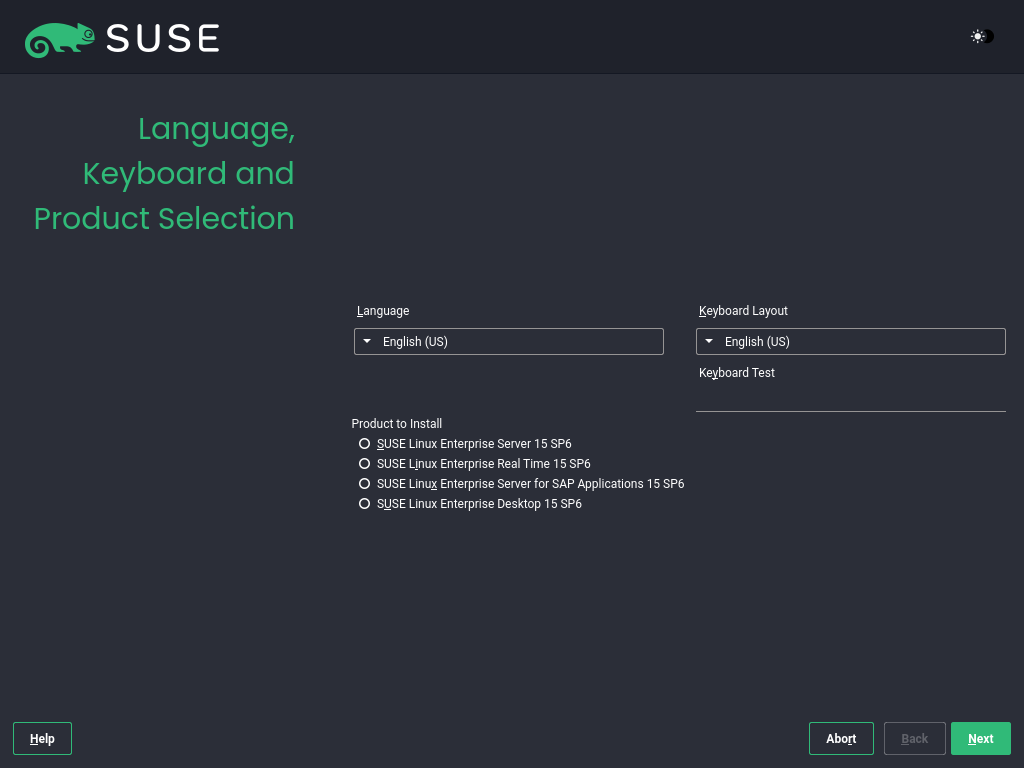 SUSE
Language,
Keyboard and
Product Selection
Language
Keyboard Layout
English (US)
English (US)
Keyboard Test
Product to Install
SUSE Linux Enterprise Server 15 SP6
SUSE Linux Enterprise Real Time 15 SP6
SUSE Linux Enterprise Server for SAP Applications 15 SP6
SUSE Linux Enterprise Desktop 15 SP6
Help
Abort
Back
Next